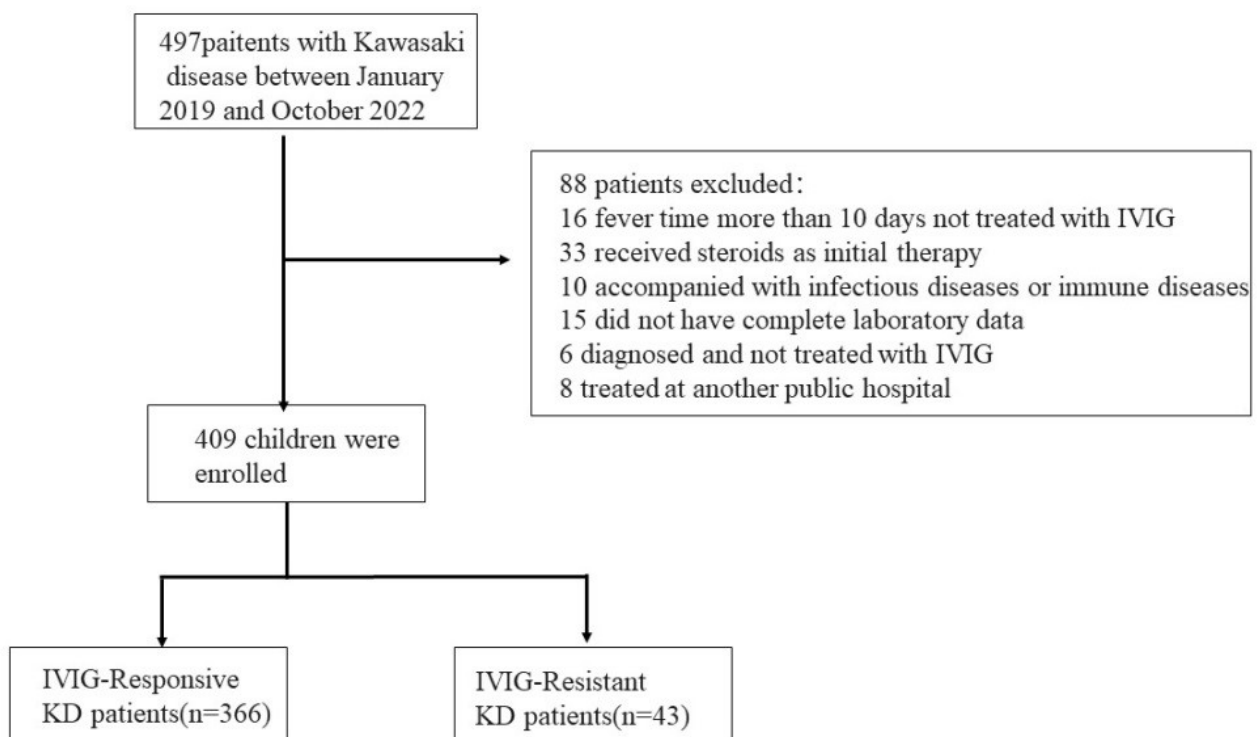 497paitents with Kawasaki
disease between January
2019 and October 2022
88 patients excluded：
16 fever time more than 10 days not treated with IVIG
33 received steroids as initial therapy
10 accompanied with infectious diseases or immune diseases
15 did not have complete laboratory data
6 diagnosed and not treated with IVIG
8 treated at another public hospital
409 children were
enrolled
IVIG-Responsive
KD patients(n=366)
IVIG-Resistant
KD patients(n=43)